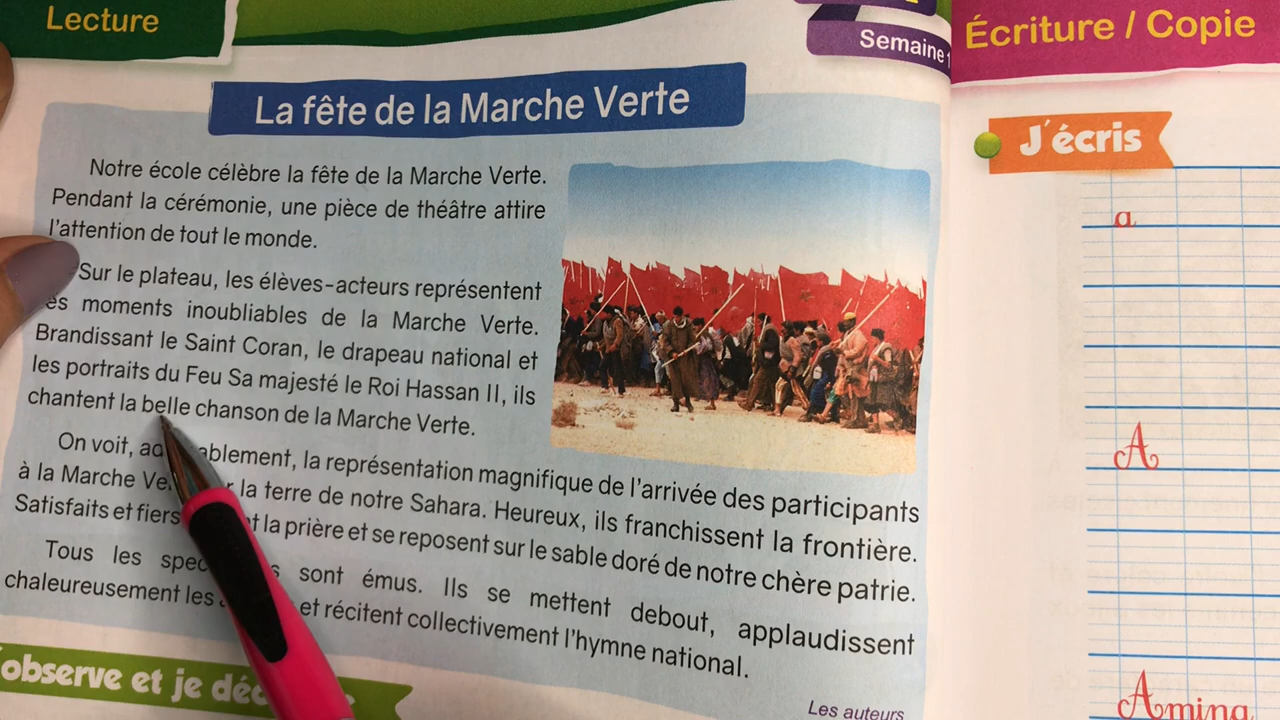 Lecture
Semaine
La fête de la Marche Verte
Notre école célèbre la fête de la Marche Verte.
Pendant la cérémonie, une pièce de théâtre attire
l'attention de tout le monde.
Sur le plateau, les élèves-acteurs représentent
moments inoubliables de la Marche Verte.
Brandissant le Saint Coran, le drapeau national et
les portraits du Feu Sa majesté le Roi Hassan II, ils
chantent la belle chanson de la Marche Verte.
On voit, la représentation magnifique de l'arrivée des participants
à la Marche la terre de notre Sahara. Heureux, ils franchissent la frontière.
Satisfaits et fiers la prière et se reposent sur le sable doré de notre chère patrie.
Tous les sont émus. Ils se mettent debout, applaudissent
chaleureusement les et récitent collectivement l'hymne national.
Les auteurs
observe et je
Écriture / Copie
J'écris
a
A
Amina